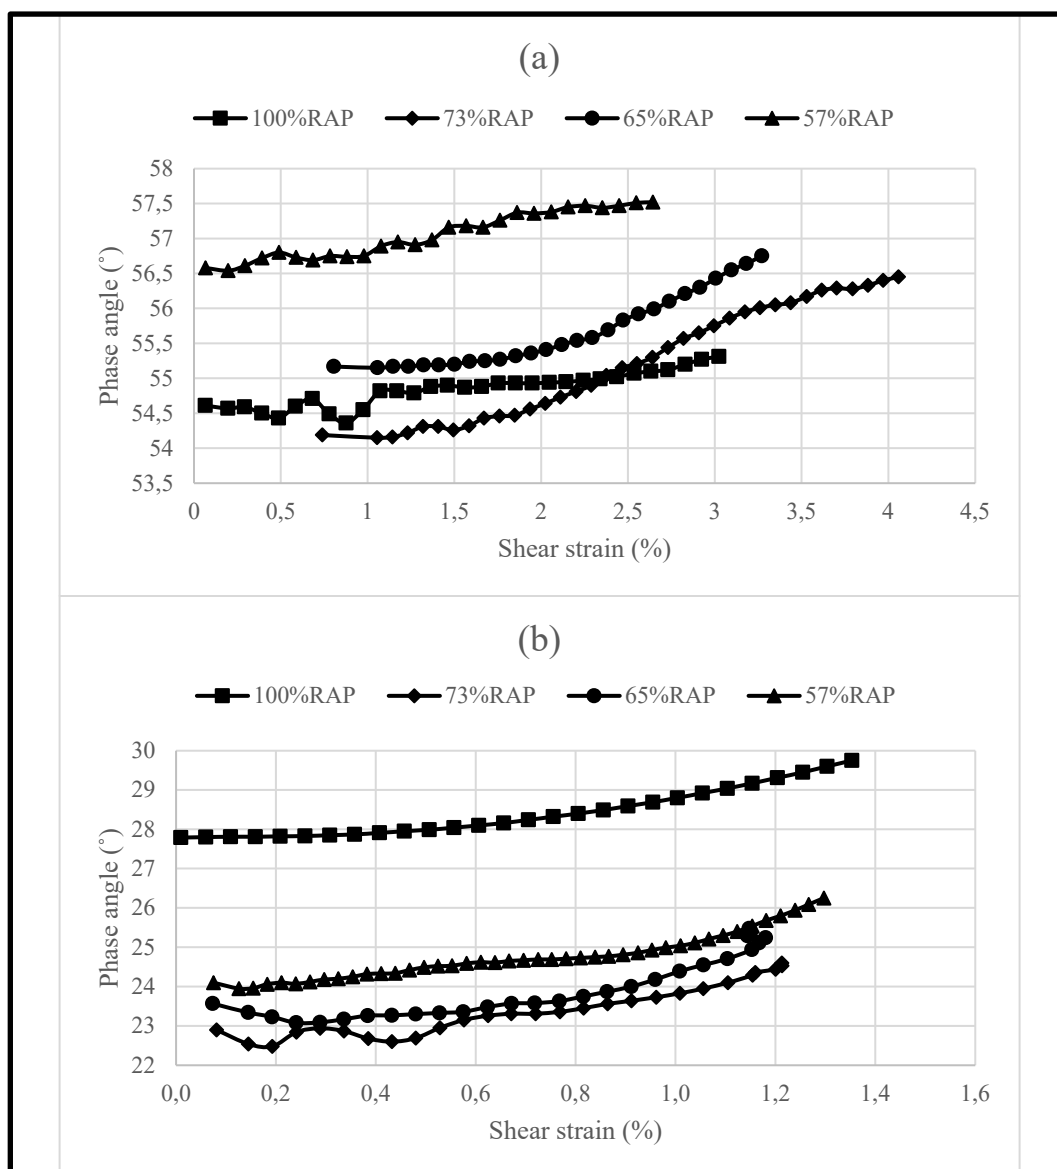 (a)
100%RAP 73%RAP 65%RAP 57%RAP
58
57,5
57
56,5
56
55,5
55
54,5
54
53,5
0 0,5 1 1,5 2 2,5 3 3,5 4 4,5
Phase angle (˚)
Shear strain (%)
(b)
100%RAP 73%RAP 65%RAP 57%RAP
30
29
28
27
26
25
24
23
22
0,0 0,2 0,4 0,6 0,8 1,0 1,2 1,4 1,6
Phase angle (˚)
Shear strain (%)